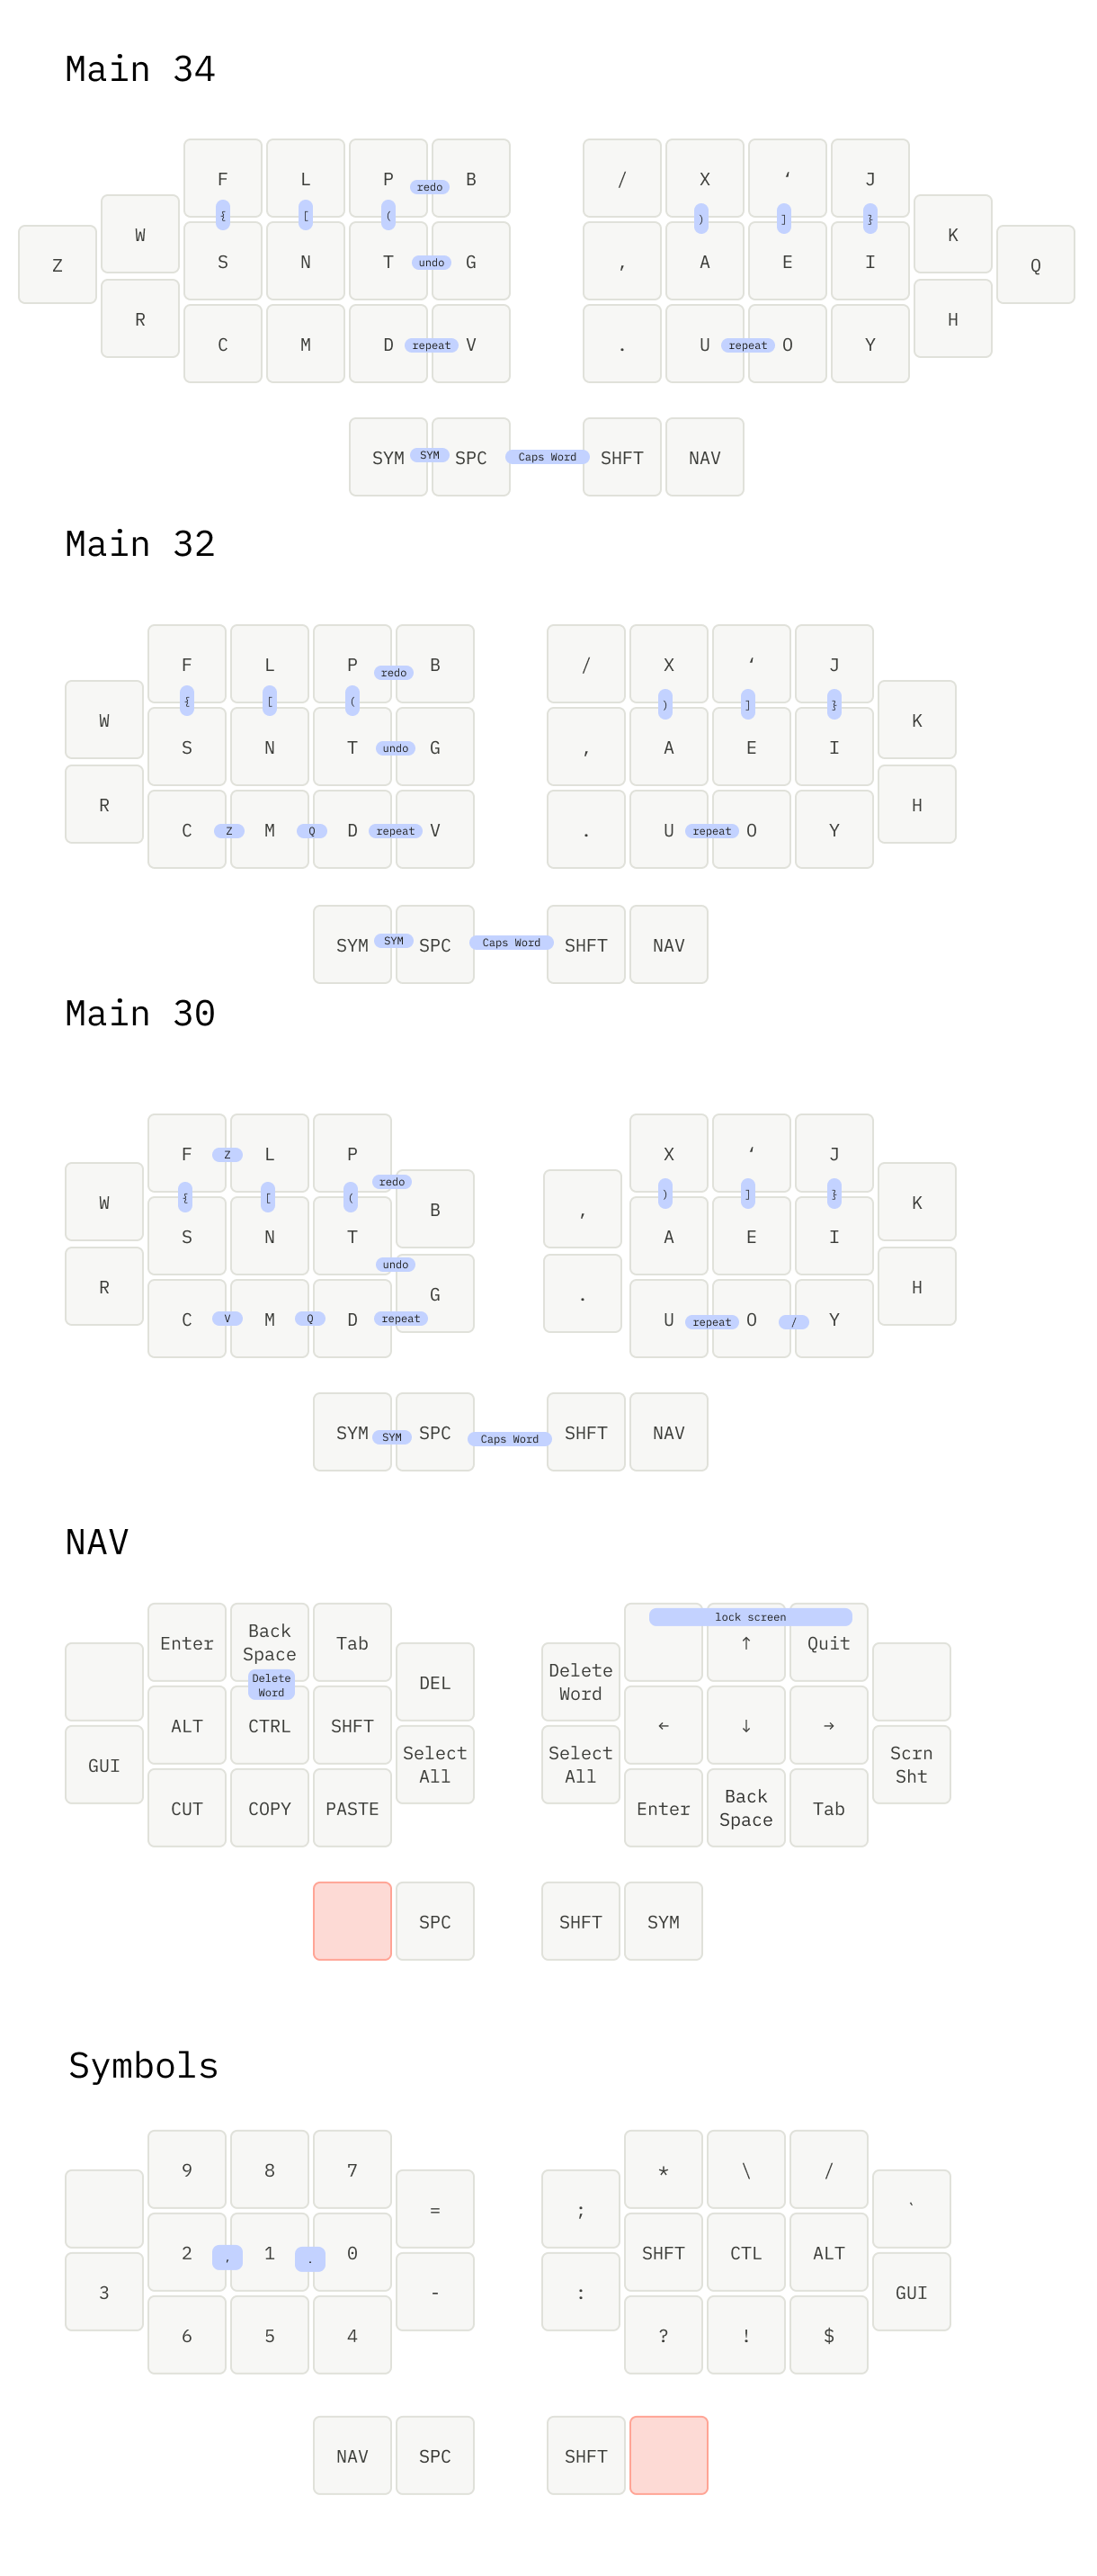 Main 34
F L P redo B / X ‘ J
W K
{ [ ( ) ] }
Z S N T undo G , A E I Q
R H
C M D repeat V . U repeat O Y
SYM SYM SPC Caps Word SHFT NAV
Main 32
F L P redo B / X ‘ J
W { [ ( ) ] } K
S N T undo G , A E I
R H
C Z M Q D repeat V . U repeat O Y
SYM SYM SPC Caps Word SHFT NAV
Main 30
F Z L P X ‘ J
redo
W { [ ( B , ) ] } K
S N T A E I
undo
R G . H
C V M Q D repeat U repeat O / Y
SYM SYM SPC Caps Word SHFT NAV
NAV
lock screen
Enter Back Space Tab ↑ Quit
Delete Word DEL Delete Word
ALT CTRL SHFT ← ↓ →
GUI Select All Select All Scrn Sht
CUT COPY PASTE Enter Back Space Tab
SPC SHFT SYM
Symbols
9 8 7 * \ /
= ; `
2 , 1 . 0 SHFT CTL ALT
3 - : GUI
6 5 4 ? ! $
NAV SPC SHFT